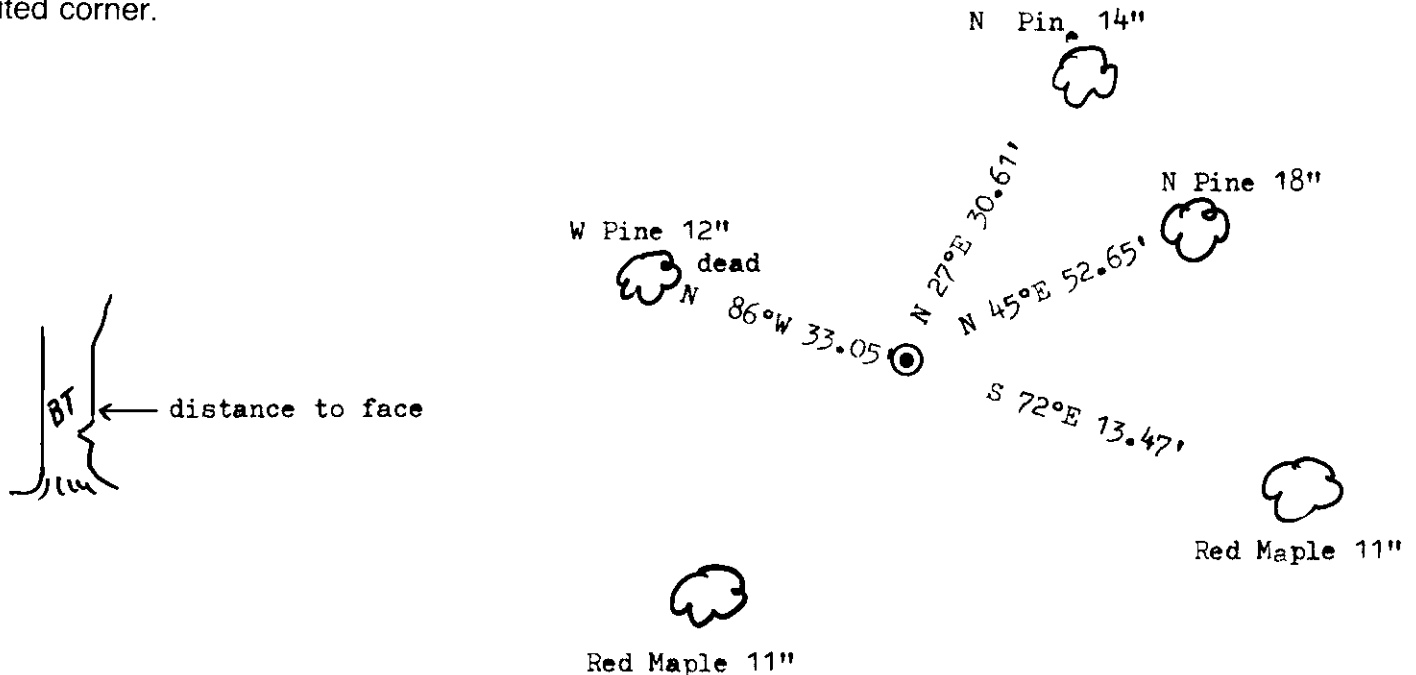 ited corner.
N Pin. 14"
N Pine 18"
W Pine 12"
dead
N 27°E 30.61'
N 45°E 52.65'
N 86°W 33.05'
BT
distance to face
S 72°E 13.47'
Red Maple 11"
Red Maple 11"